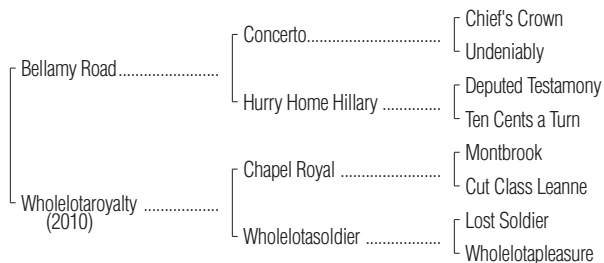 Chief's Crown
Concerto.................................
Undeniably
Bellamy Road.........................
Deputed Testamony
Hurry Home Hillary ..............
Ten Cents a Turn
Montbrook
Chapel Royal ........................
Cut Class Leanne
Wholelotaroyalty ..................
(2010)
Lost Soldier
Wholelotasoldier ..................
Wholelotapleasure